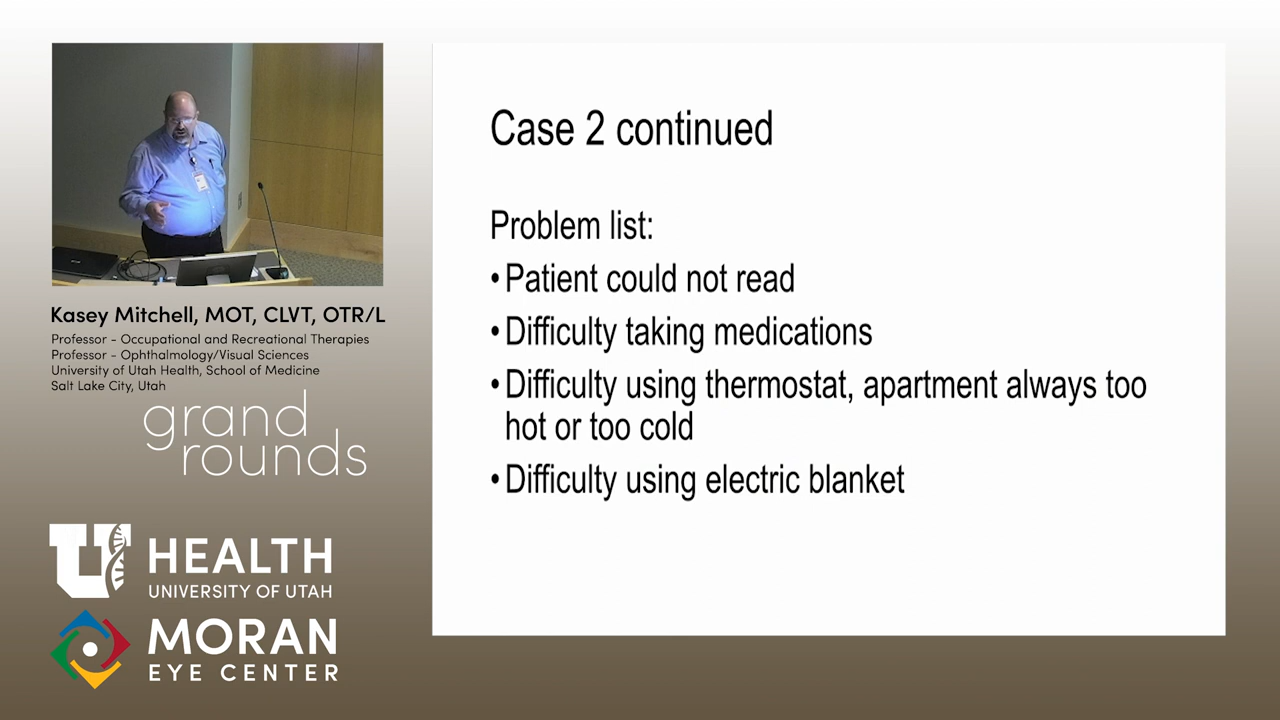 Kasey Mitchell, MOT, CLVT, OTR/L
Professor - Occupational and Recreational Therapies
Professor - Ophthalmology/Visual Sciences
University of Utah Health, School of Medicine
Salt Lake City, Utah
grand
rounds
U HEALTH
UNIVERSITY OF UTAH
MORAN
EYE CENTER
Case 2 continued
Problem list:
• Patient could not read
• Difficulty taking medications
• Difficulty using thermostat, apartment always too
hot or too cold
• Difficulty using electric blanket